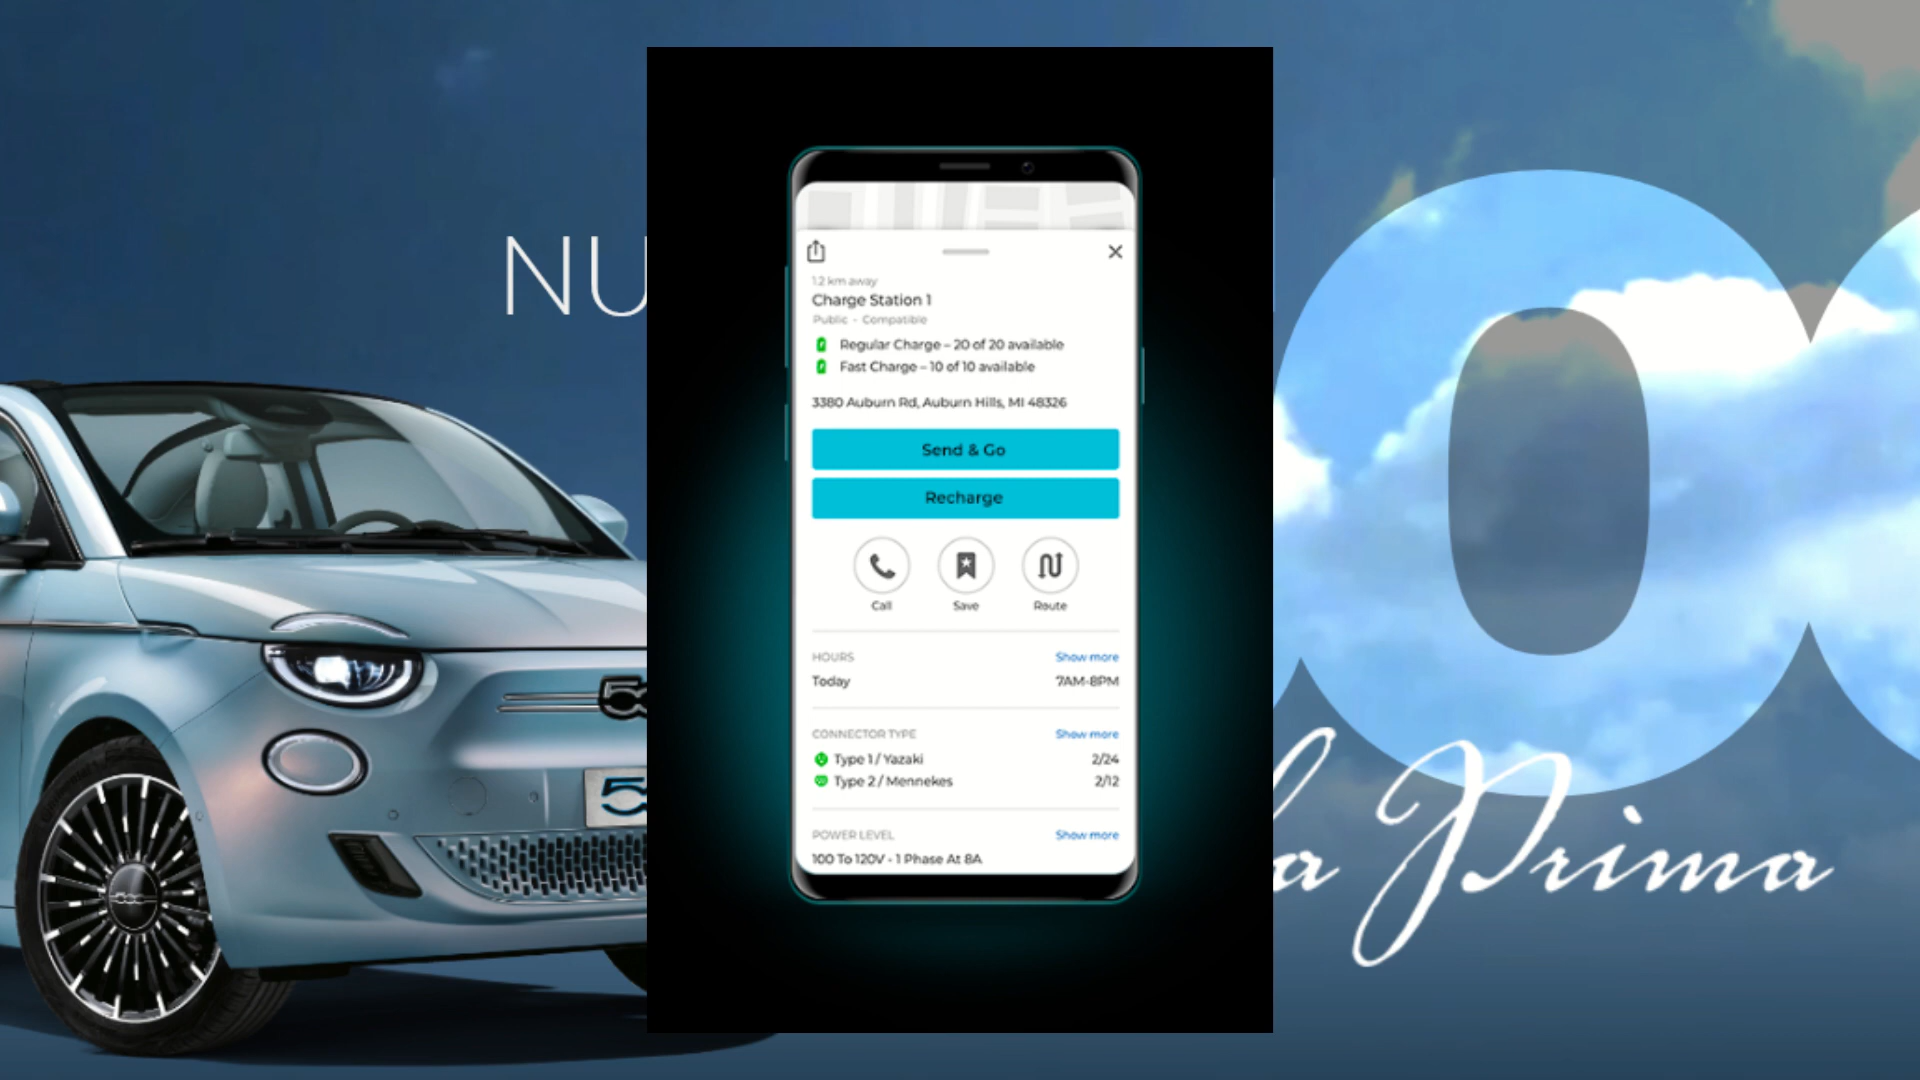 NU
1.2 km away
Charge Station 1
Public - Compatible
Regular Charge – 20 of 20 available
Fast Charge – 10 of 10 available
3380 Auburn Rd, Auburn Hills, MI 48326
Send & Go
Recharge
Call Save Route
HOURS Show more
Today 7AM-8PM
CONNECTOR TYPE Show more
Type 1 / Yazaki 2/24
Type 2 / Mennekes 2/12
POWER LEVEL Show more
100 To 120V - 1 Phase At 8A
500
la Prima